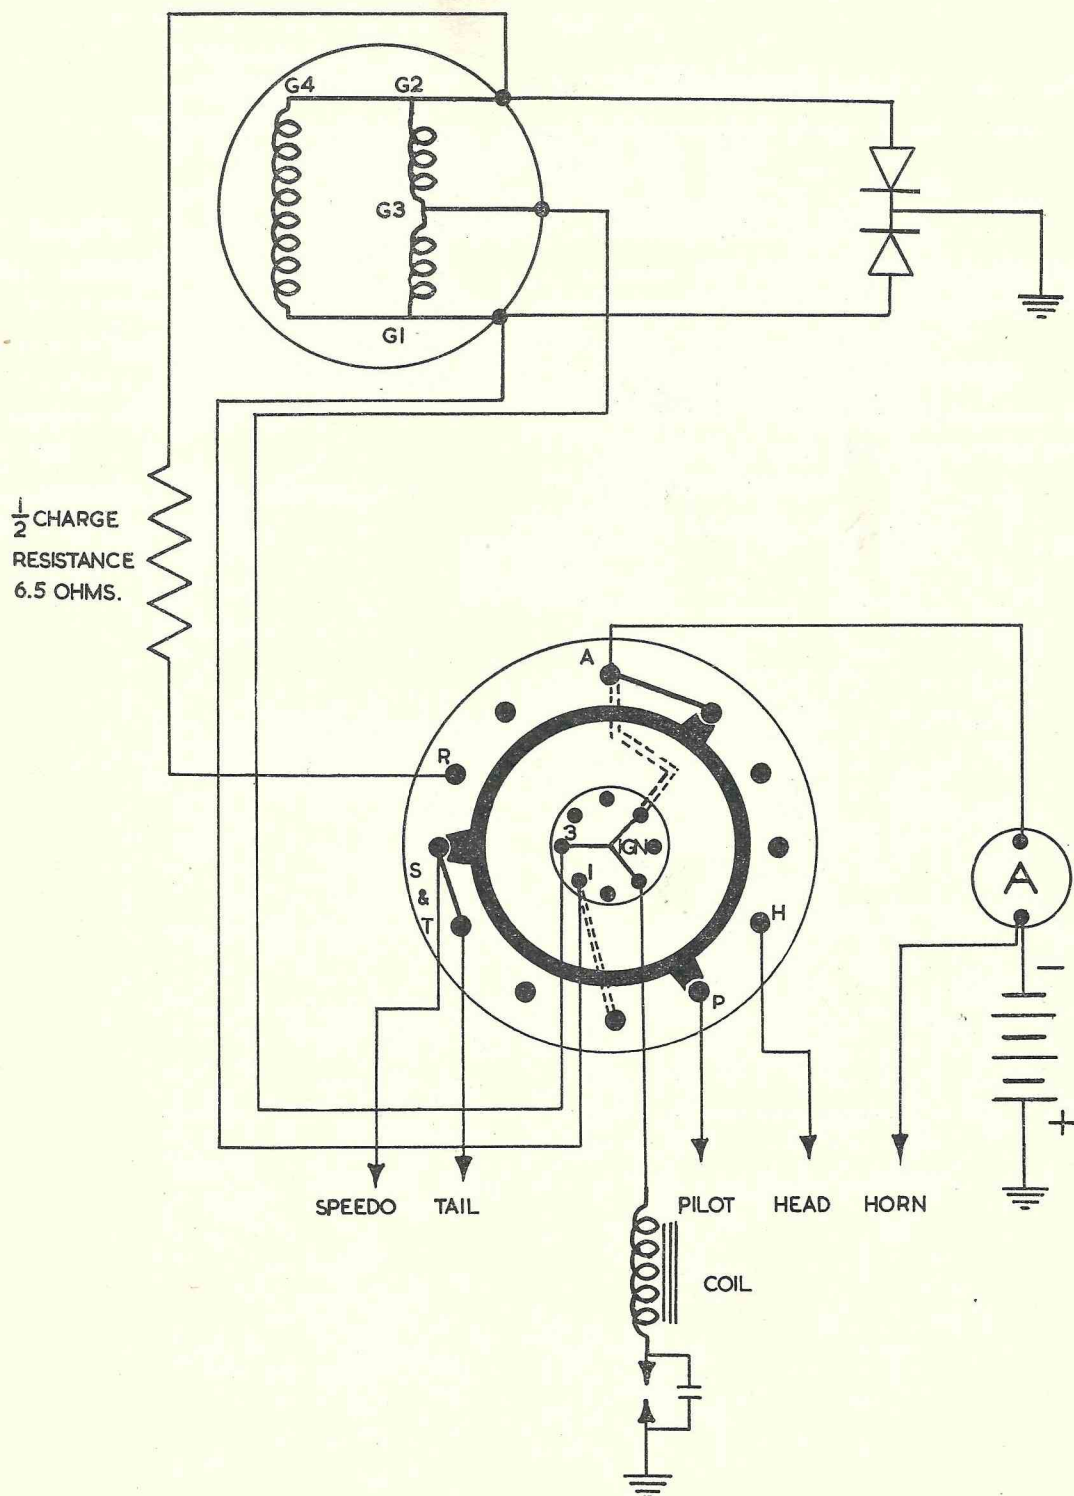 G4
G2
G3
G1
1/2 CHARGE
RESISTANCE
6.5 OHMS.
A
R
3
IGN
1
S
&
T
H
P
A
−
+
SPEEDO
TAIL
PILOT
HEAD
HORN
COIL